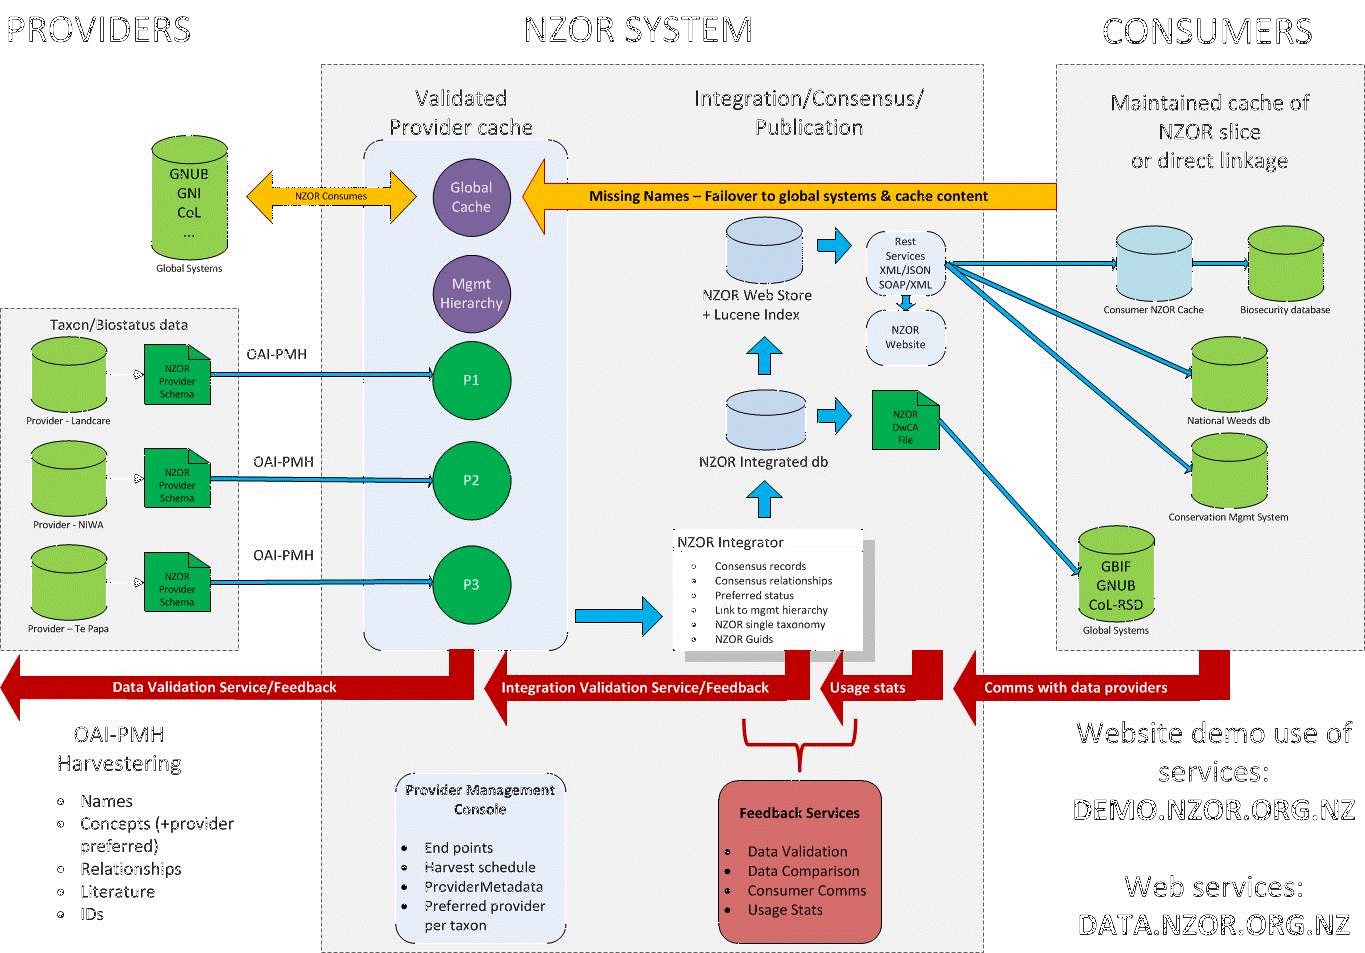 PROVIDERS
NZOR SYSTEM
CONSUMERS
Validated
Provider cache
Integration/Consensus/
Publication
Maintained cache of
NZOR slice
or direct linkage
GNUB
GNI
CoL
...
Global Systems
NZOR Consumes
Global
Cache
Missing Names – Failover to global systems & cache content
Mgmt
Hierarchy
NZOR Web Store
+ Lucene Index
Rest
Services
XML/JSON
SOAP/XML
NZOR
Website
Consumer NZOR Cache
Biosecurity database
Taxon/Biostatus data
NZOR
Provider
Schema
Provider - Landcare
OAI-PMH
P1
National Weeds db
NZOR
DwCA
File
NZOR Integrated db
NZOR
Provider
Schema
Provider - NIWA
OAI-PMH
P2
Conservation Mgmt System
NZOR
Provider
Schema
Provider – Te Papa
OAI-PMH
P3
NZOR Integrator
Consensus records
Consensus relationships
Preferred status
Link to mgmt hierarchy
NZOR single taxonomy
NZOR Guids
GBIF
GNUB
CoL-RSD
Global Systems
Data Validation Service/Feedback
Integration Validation Service/Feedback
Usage stats
Comms with data providers
OAI-PMH
Harvestering
Names
Concepts (+provider
preferred)
Relationships
Literature
IDs
Provider Management
Console
End points
Harvest schedule
ProviderMetadata
Preferred provider
per taxon
Feedback Services
Data Validation
Data Comparison
Consumer Comms
Usage Stats
Website demo use of
services:
DEMO.NZOR.ORG.NZ
Web services:
DATA.NZOR.ORG.NZ